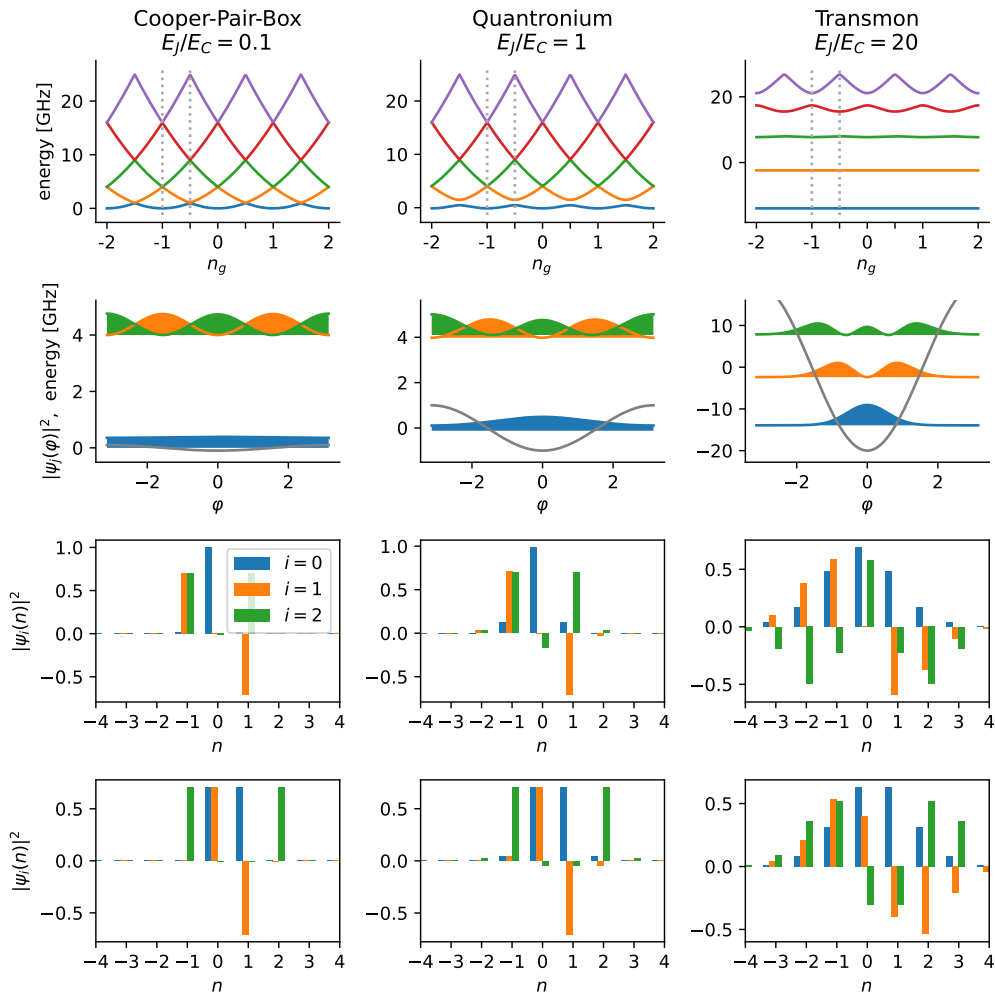 Cooper-Pair-Box
E_J/E_C = 0.1
Quantronium
E_J/E_C = 1
Transmon
E_J/E_C = 20
energy [GHz]
20
10
0
-2 -1 0 1 2
n_g
20
10
0
-2 -1 0 1 2
n_g
20
0
-2 -1 0 1 2
n_g
|ψ_j(φ)|², energy [GHz]
4
2
0
−2 0 2
φ
4
2
0
−2 0 2
φ
10
0
−10
−20
−2 0 2
φ
|ψ_i(n)|²
1.0
0.5
0.0
−0.5
i = 0
i = 1
i = 2
−4 −3 −2 −1 0 1 2 3 4
n
1.0
0.5
0.0
−0.5
−4 −3 −2 −1 0 1 2 3 4
n
0.5
0.0
−0.5
−4 −3 −2 −1 0 1 2 3 4
n
|ψ_i(n)|²
0.5
0.0
−0.5
−4 −3 −2 −1 0 1 2 3 4
n
0.5
0.0
−0.5
−4 −3 −2 −1 0 1 2 3 4
n
0.5
0.0
−0.5
−4 −3 −2 −1 0 1 2 3 4
n